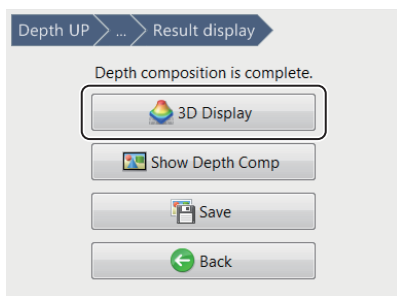 Depth UP > ... > Result display
Depth composition is complete.
3D Display
Show Depth Comp
Save
Back